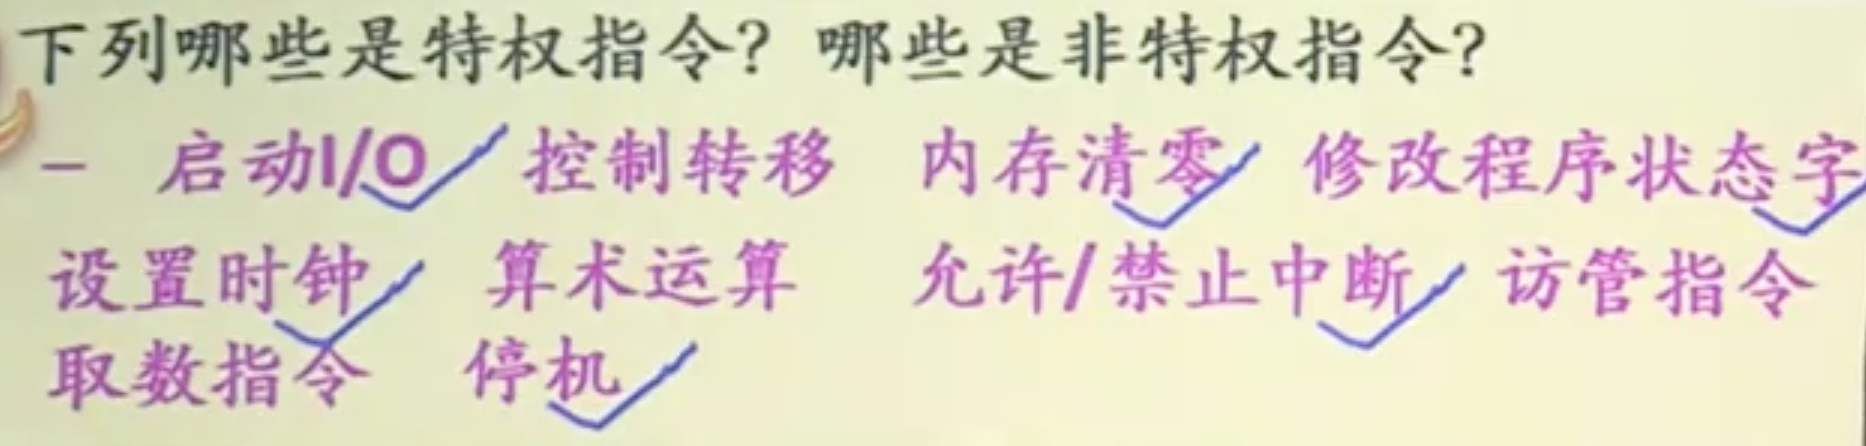 下列哪些是特权指令?哪些是非特权指令?
– 启动I/O 控制转移 内存清零 修改程序状态字
设置时钟 算术运算 允许/禁止中断 访管指令
取数指令 停机